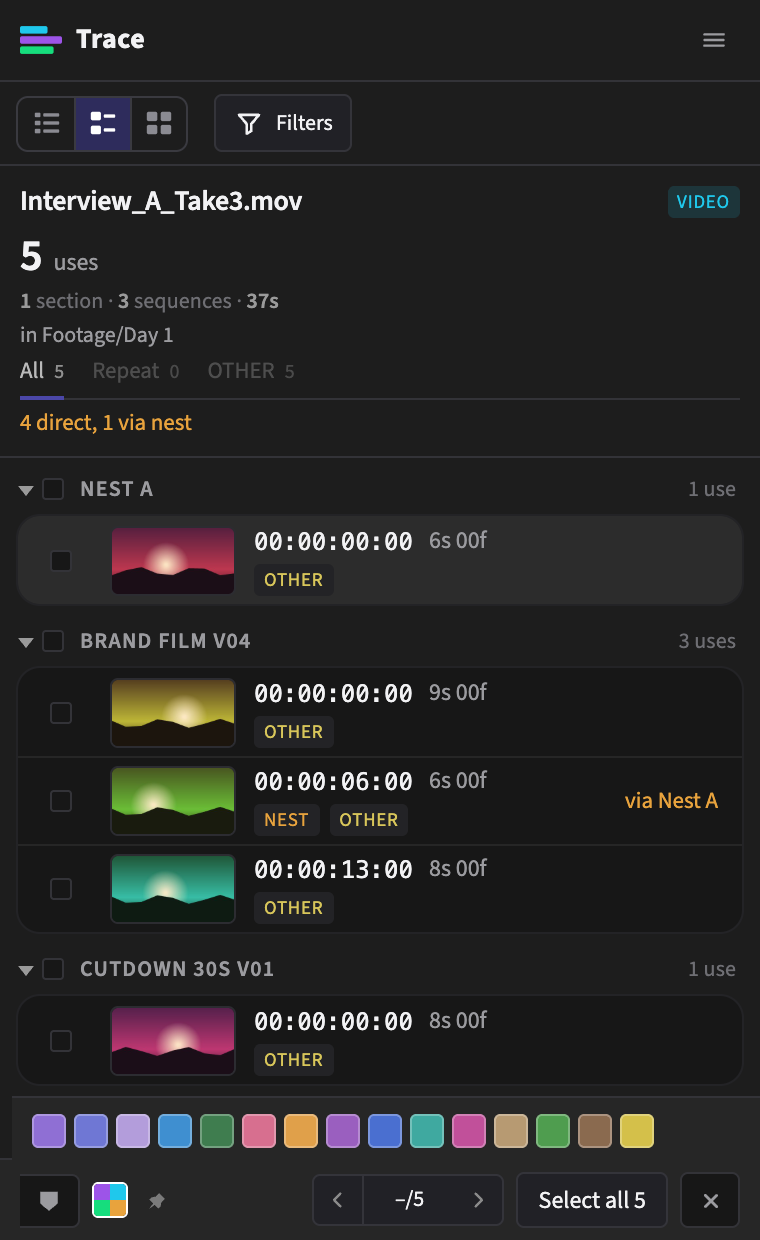 Trace
Filters
Interview_A_Take3.mov VIDEO
5 uses
1 section · 3 sequences · 37s
in Footage/Day 1
All 5 Repeat 0 OTHER 5
4 direct, 1 via nest
NEST A 1 use
00:00:00:00 6s 00f
OTHER
BRAND FILM V04 3 uses
00:00:00:00 9s 00f
OTHER
00:00:06:00 6s 00f
NEST OTHER via Nest A
00:00:13:00 8s 00f
OTHER
CUTDOWN 30S V01 1 use
00:00:00:00 8s 00f
OTHER
–/5 Select all 5